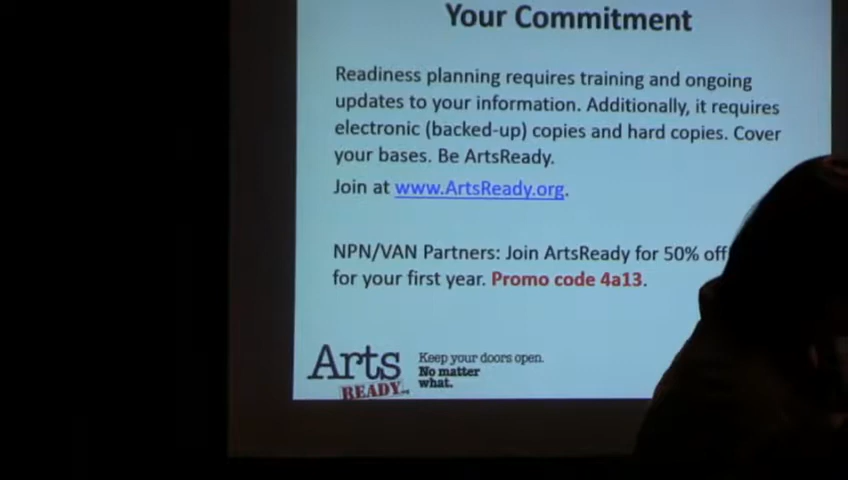 Your Commitment
Readiness planning requires training and ongoing
updates to your information. Additionally, it requires
electronic (backed-up) copies and hard copies. Cover
your bases. Be ArtsReady.
Join at www.ArtsReady.org.
NPN/VAN Partners: Join ArtsReady for 50% off
for your first year. Promo code 4a13.
Arts
READY
Keep your doors open.
No matter
what.